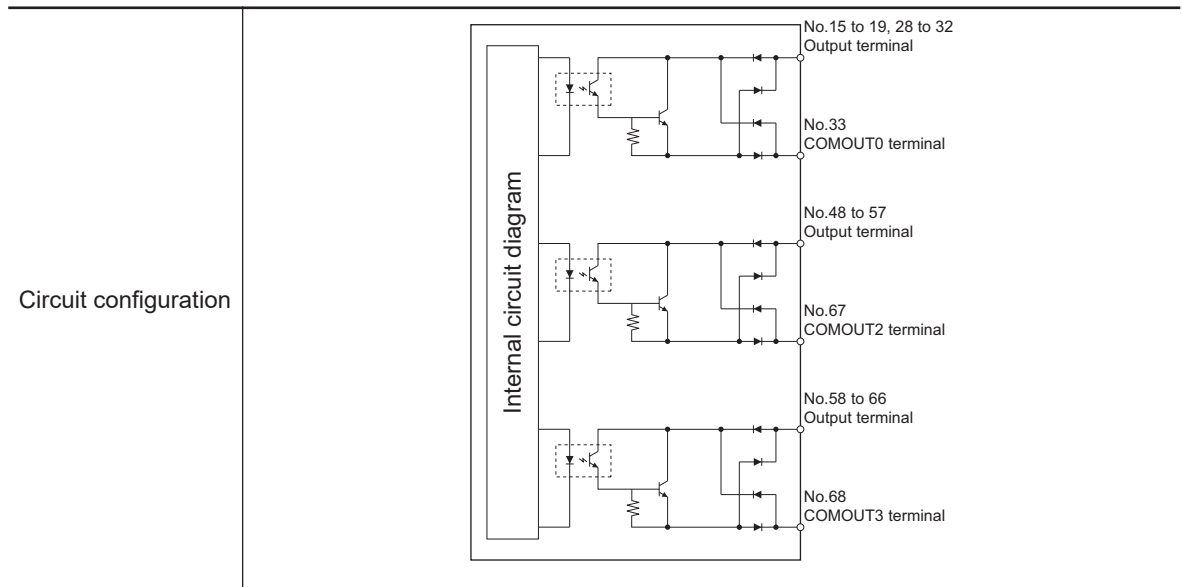 Circuit configuration
Internal circuit diagram
No.15 to 19, 28 to 32
Output terminal
No.33
COMOUT0 terminal
No.48 to 57
Output terminal
No.67
COMOUT2 terminal
No.58 to 66
Output terminal
No.68
COMOUT3 terminal